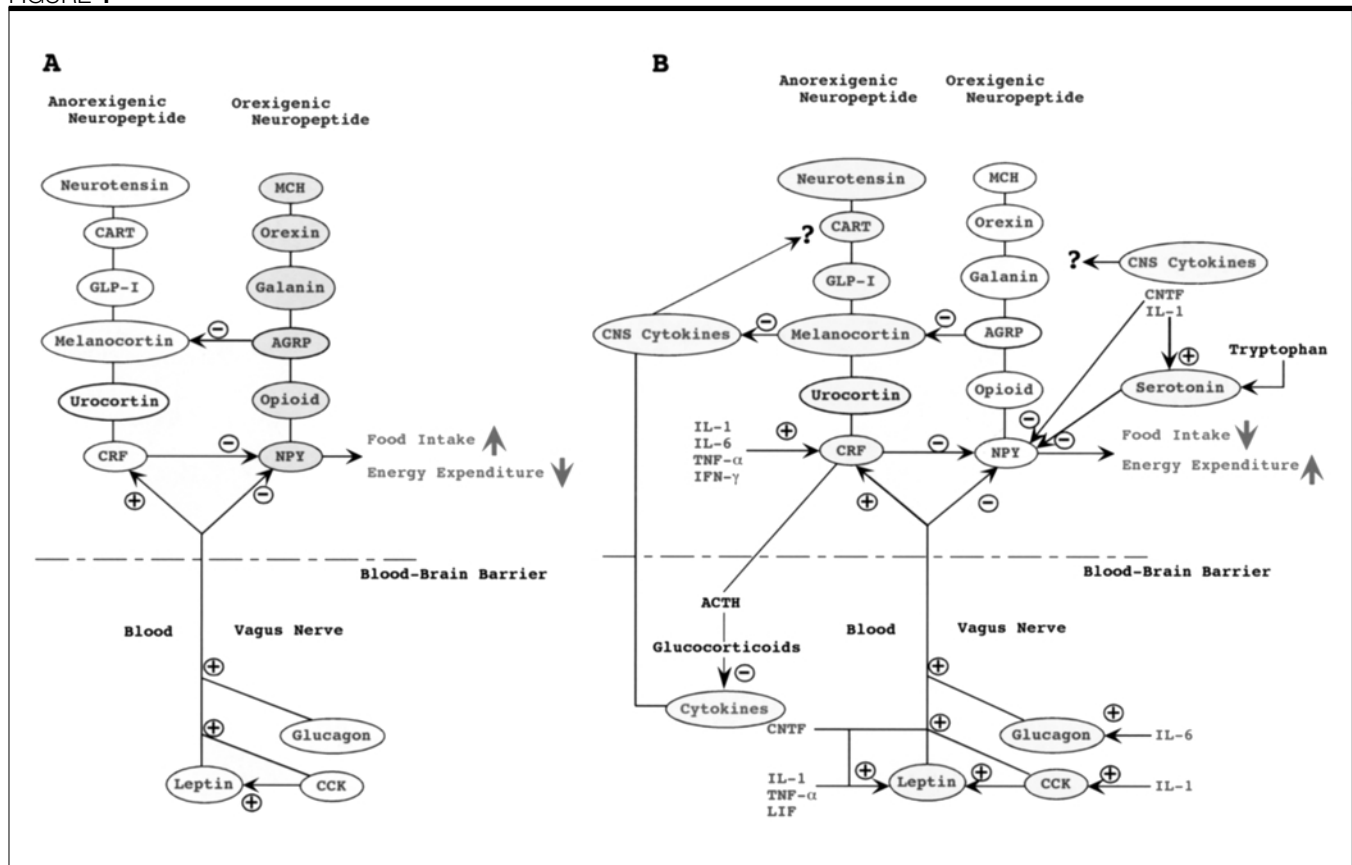 FIGURE 1
A
Anorexigenic
Neuropeptide
Orexigenic
Neuropeptide
Neurotensin
MCH
CART
Orexin
GLP-I
Galanin
Melanocortin
−
AGRP
Urocortin
Opioid
CRF
−
NPY
Food Intake
Energy Expenditure
+
−
Blood-Brain Barrier
Blood
Vagus Nerve
+
+
Glucagon
Leptin
CCK
+
B
Anorexigenic
Neuropeptide
Orexigenic
Neuropeptide
Neurotensin
MCH
CART
Orexin
?
GLP-I
Galanin
?
CNS Cytokines
CNTF
IL-1
CNS Cytokines
−
Melanocortin
−
AGRP
+
Tryptophan
Urocortin
Opioid
Serotonin
IL-1
IL-6
TNF-α
IFN-γ
+
CRF
−
NPY
−
−
Food Intake
Energy Expenditure
+
−
Blood-Brain Barrier
ACTH
Blood
Vagus Nerve
Glucocorticoids
−
+
Cytokines
CNTF
+
Glucagon
+
IL-6
IL-1
TNF-α
LIF
+
Leptin
+
CCK
+
IL-1